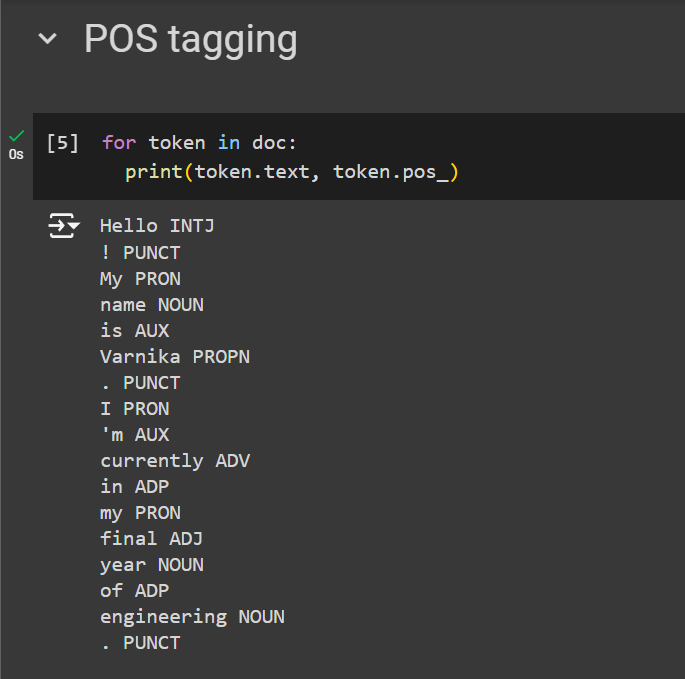 POS tagging
[5] for token in doc:
print(token.text, token.pos_)
0s
Hello INTJ
! PUNCT
My PRON
name NOUN
is AUX
Varnika PROPN
. PUNCT
I PRON
'm AUX
currently ADV
in ADP
my PRON
final ADJ
year NOUN
of ADP
engineering NOUN
. PUNCT